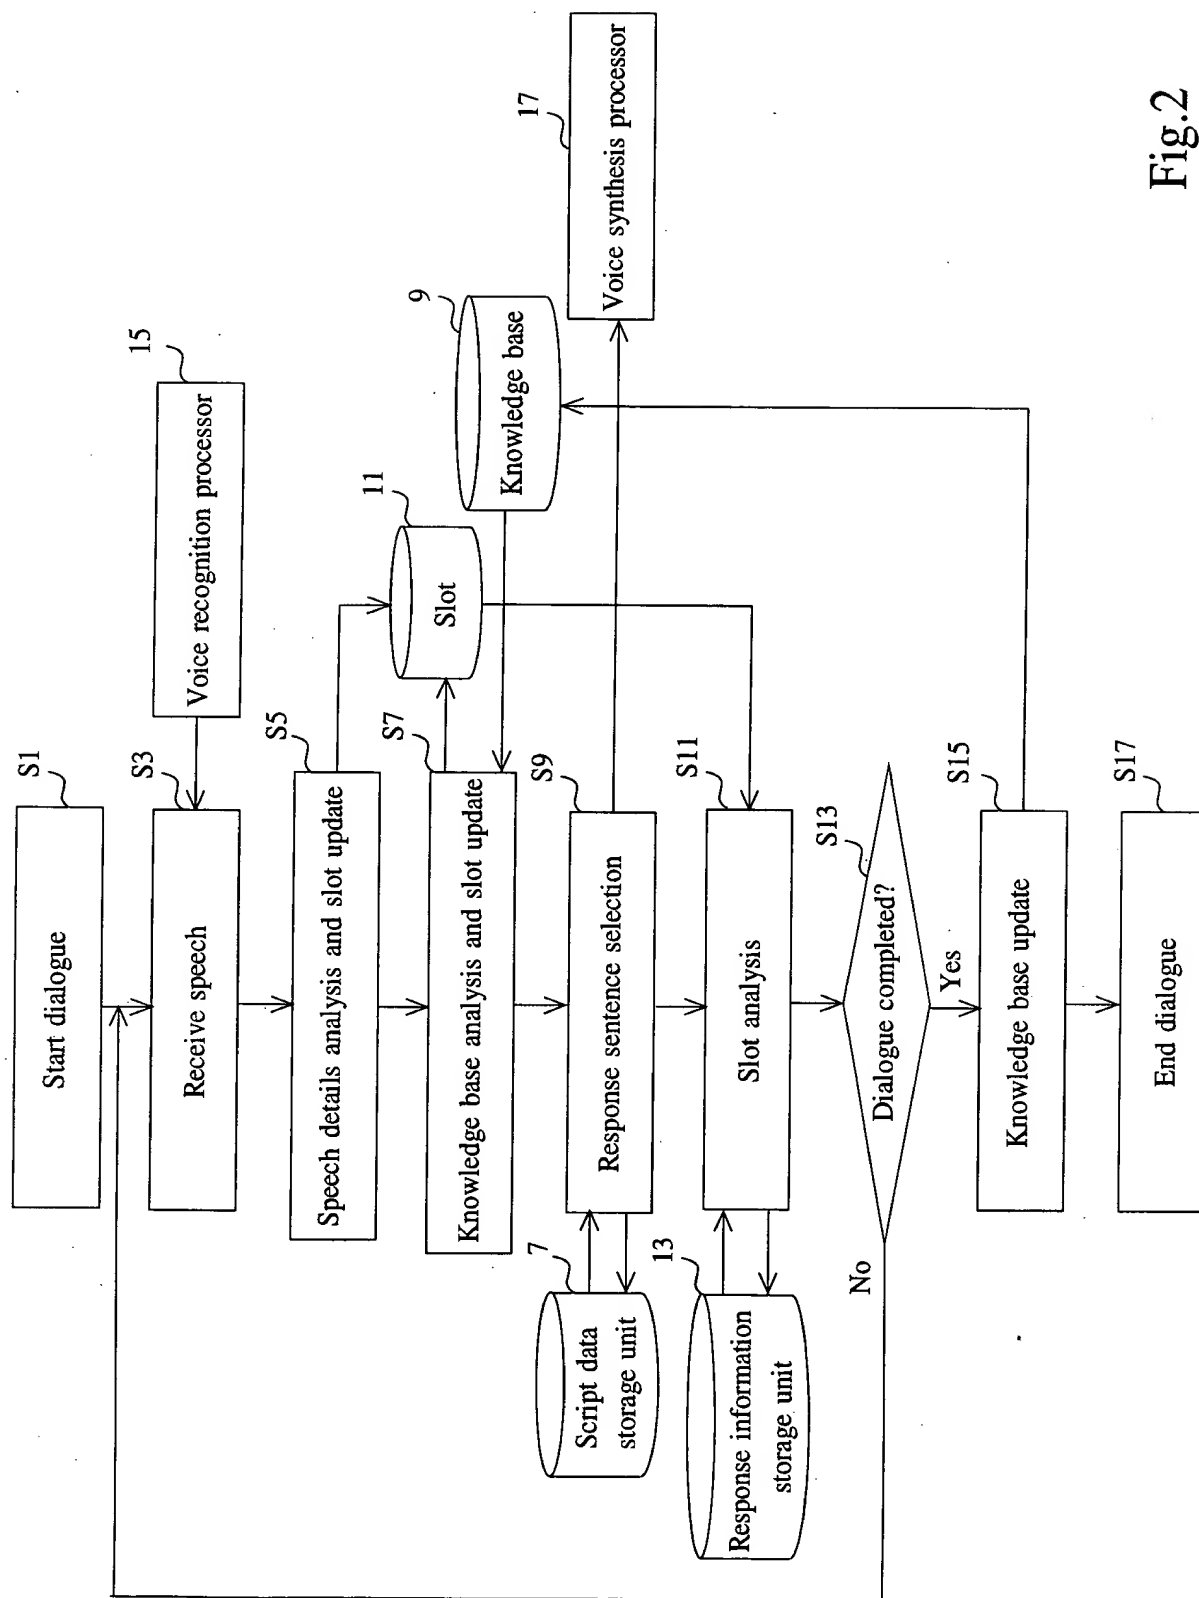 S1
Start dialogue
15
Voice recognition processor
S3
Receive speech
S5
Speech details analysis and slot update
11
Slot
S7
Knowledge base analysis and slot update
9
Knowledge base
7
Script data
storage unit
S9
Response sentence selection
17
Voice synthesis processor
13
Response information
storage unit
S11
Slot analysis
S13
Dialogue completed?
No
Yes
S15
Knowledge base update
S17
End dialogue
Fig.2